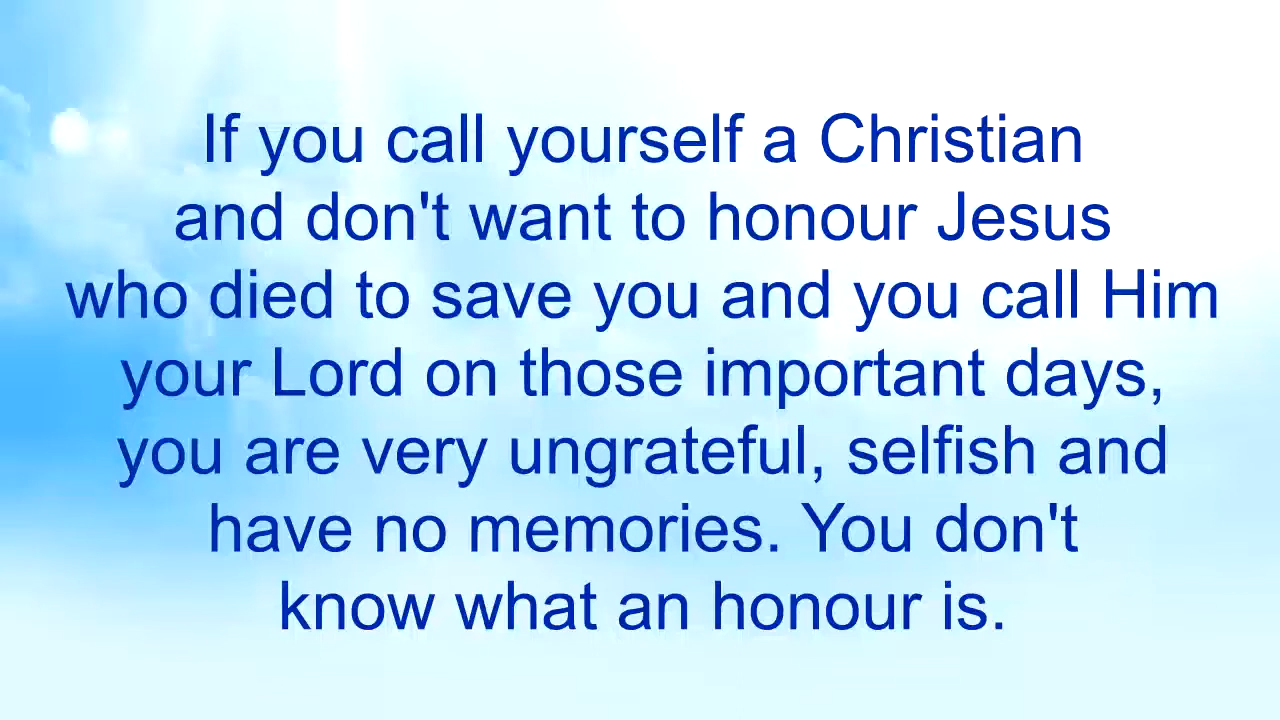 If you call yourself a Christian
and don't want to honour Jesus
who died to save you and you call Him
your Lord on those important days,
you are very ungrateful, selfish and
have no memories. You don't
know what an honour is.